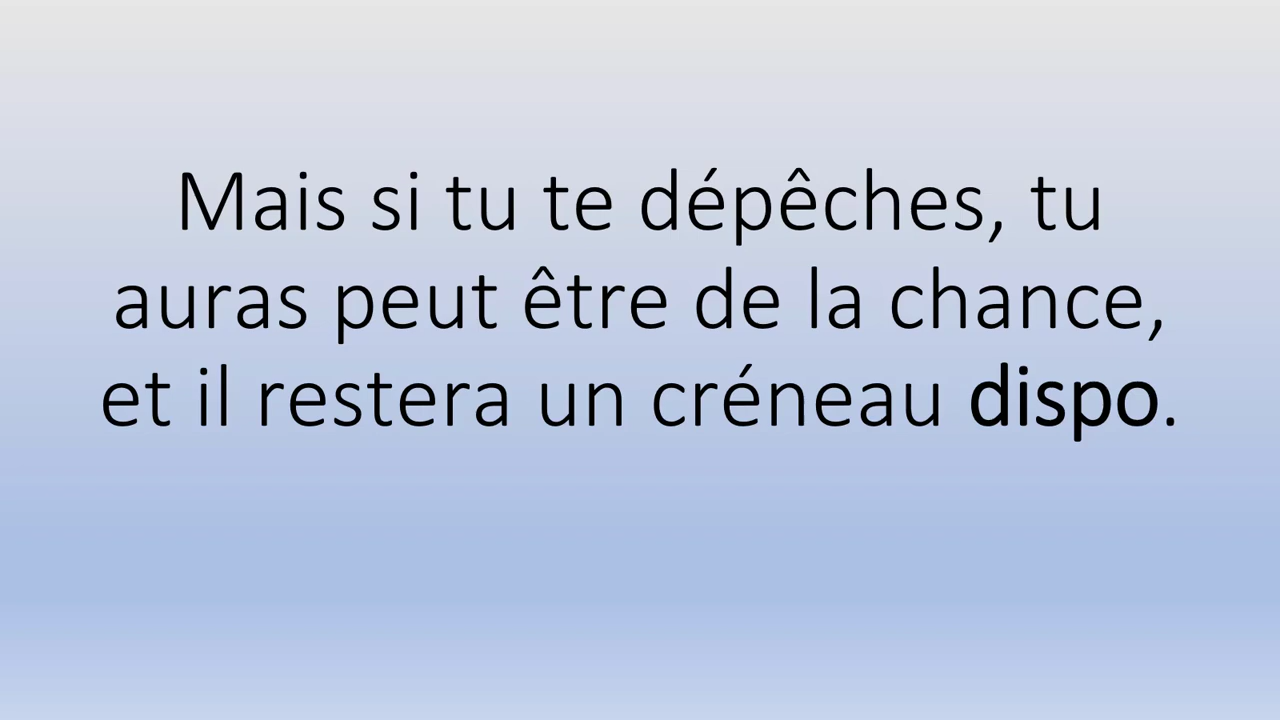 Mais si tu te dépêches, tu
auras peut être de la chance,
et il restera un créneau dispo.